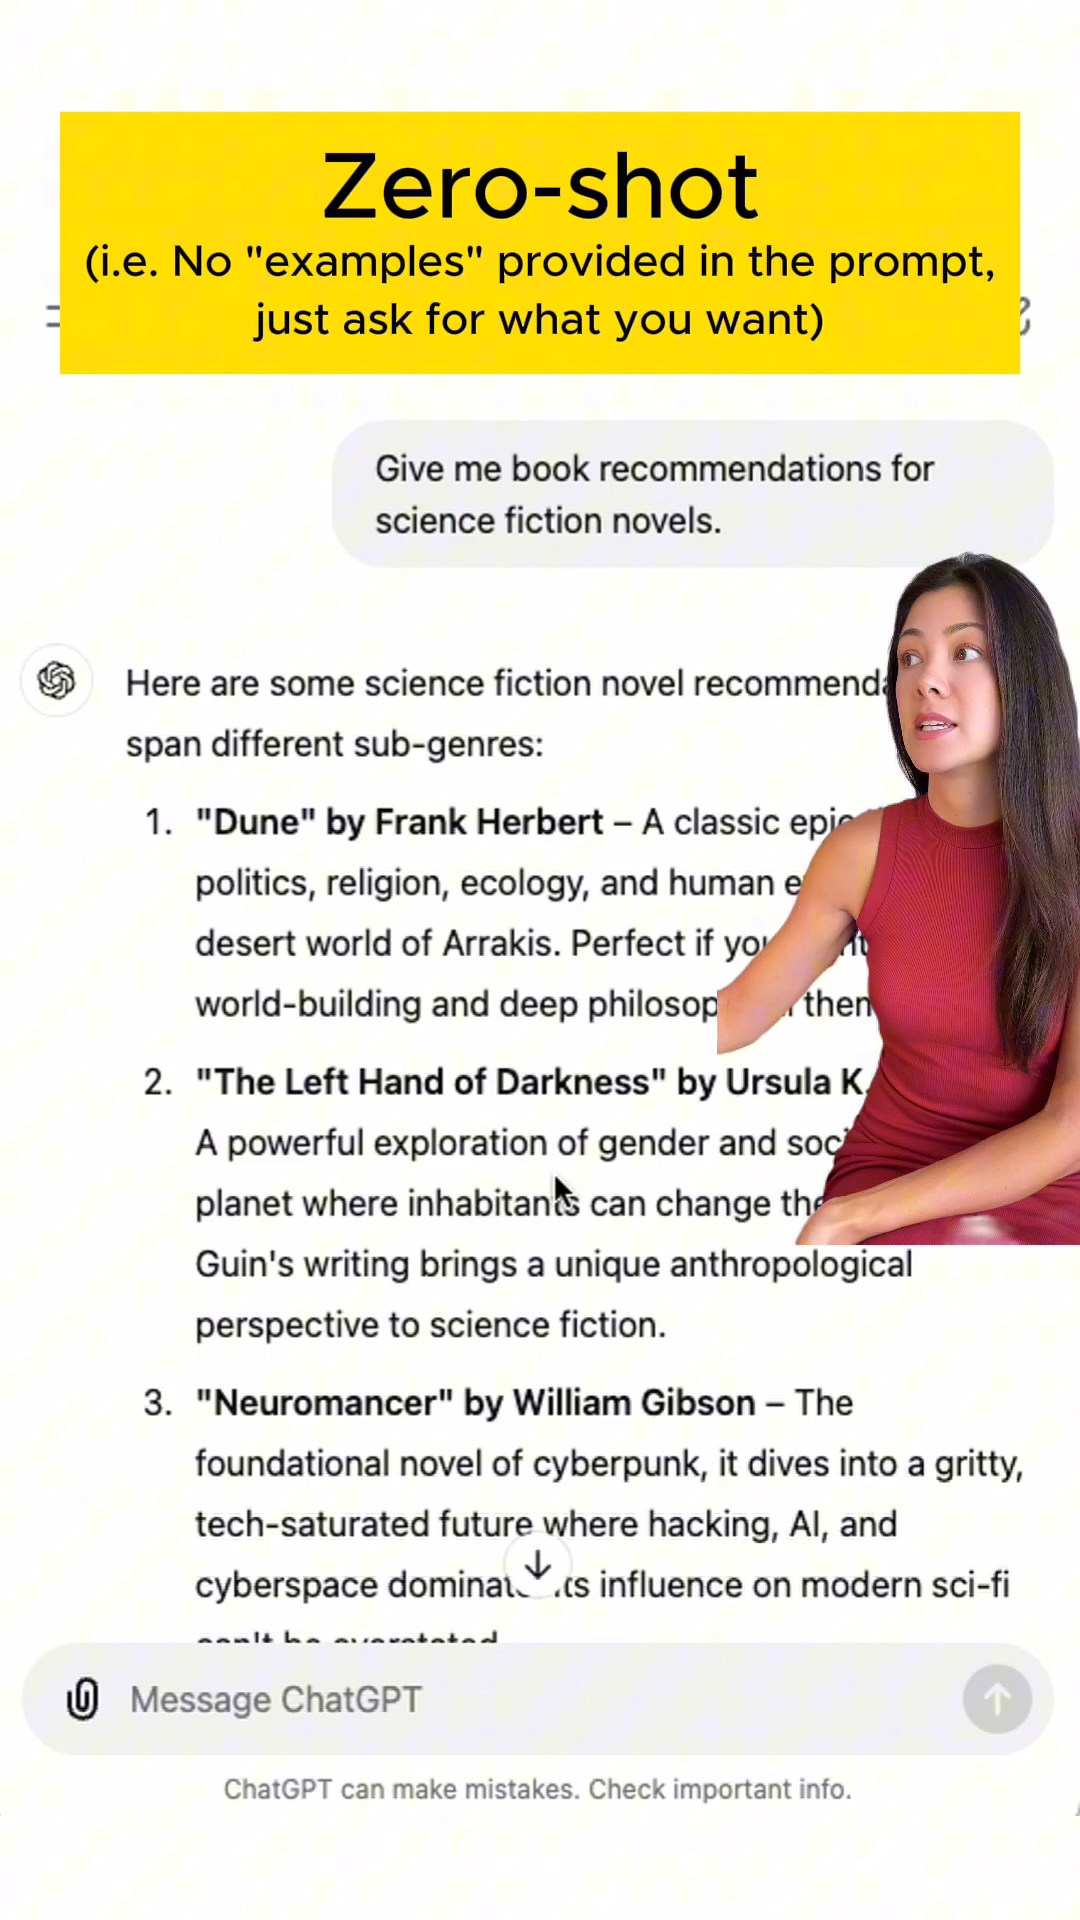 Zero-shot
(i.e. No "examples" provided in the prompt,
just ask for what you want)
Give me book recommendations for
science fiction novels.
Here are some science fiction novel
span different sub-genres:
1. "Dune" by Frank Herbert – A classic
politics, religion, ecology, and human
desert world of Arrakis. Perfect if
world-building and deep
2. "The Left Hand of Darkness" by Ursula K.
A powerful exploration of gender and
planet where inhabitants can change
Guin's writing brings a unique anthropological
perspective to science fiction.
3. "Neuromancer" by William Gibson – The
foundational novel of cyberpunk, it dives into a gritty,
tech-saturated future where hacking, AI, and
cyberspace influence on modern sci-fi
Message ChatGPT
ChatGPT can make mistakes. Check important info.